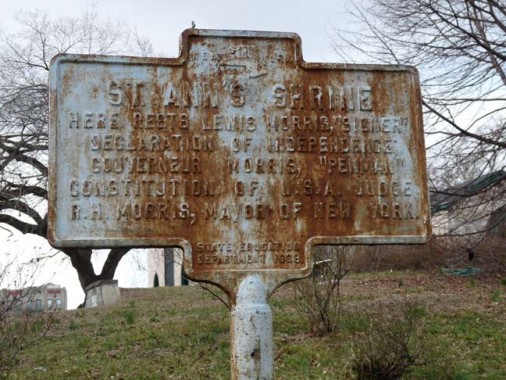 ST. ANN'S SHRINE
HERE RESTS LEWIS MORRIS, "SIGNER"
DECLARATION OF INDEPENDENCE
GOUVERNEUR MORRIS, "PENMAN"
CONSTITUTION OF U.S.A. JUDGE
R.H. MORRIS, MAYOR OF NEW YORK.
STATE EDUCATION
DEPARTMENT